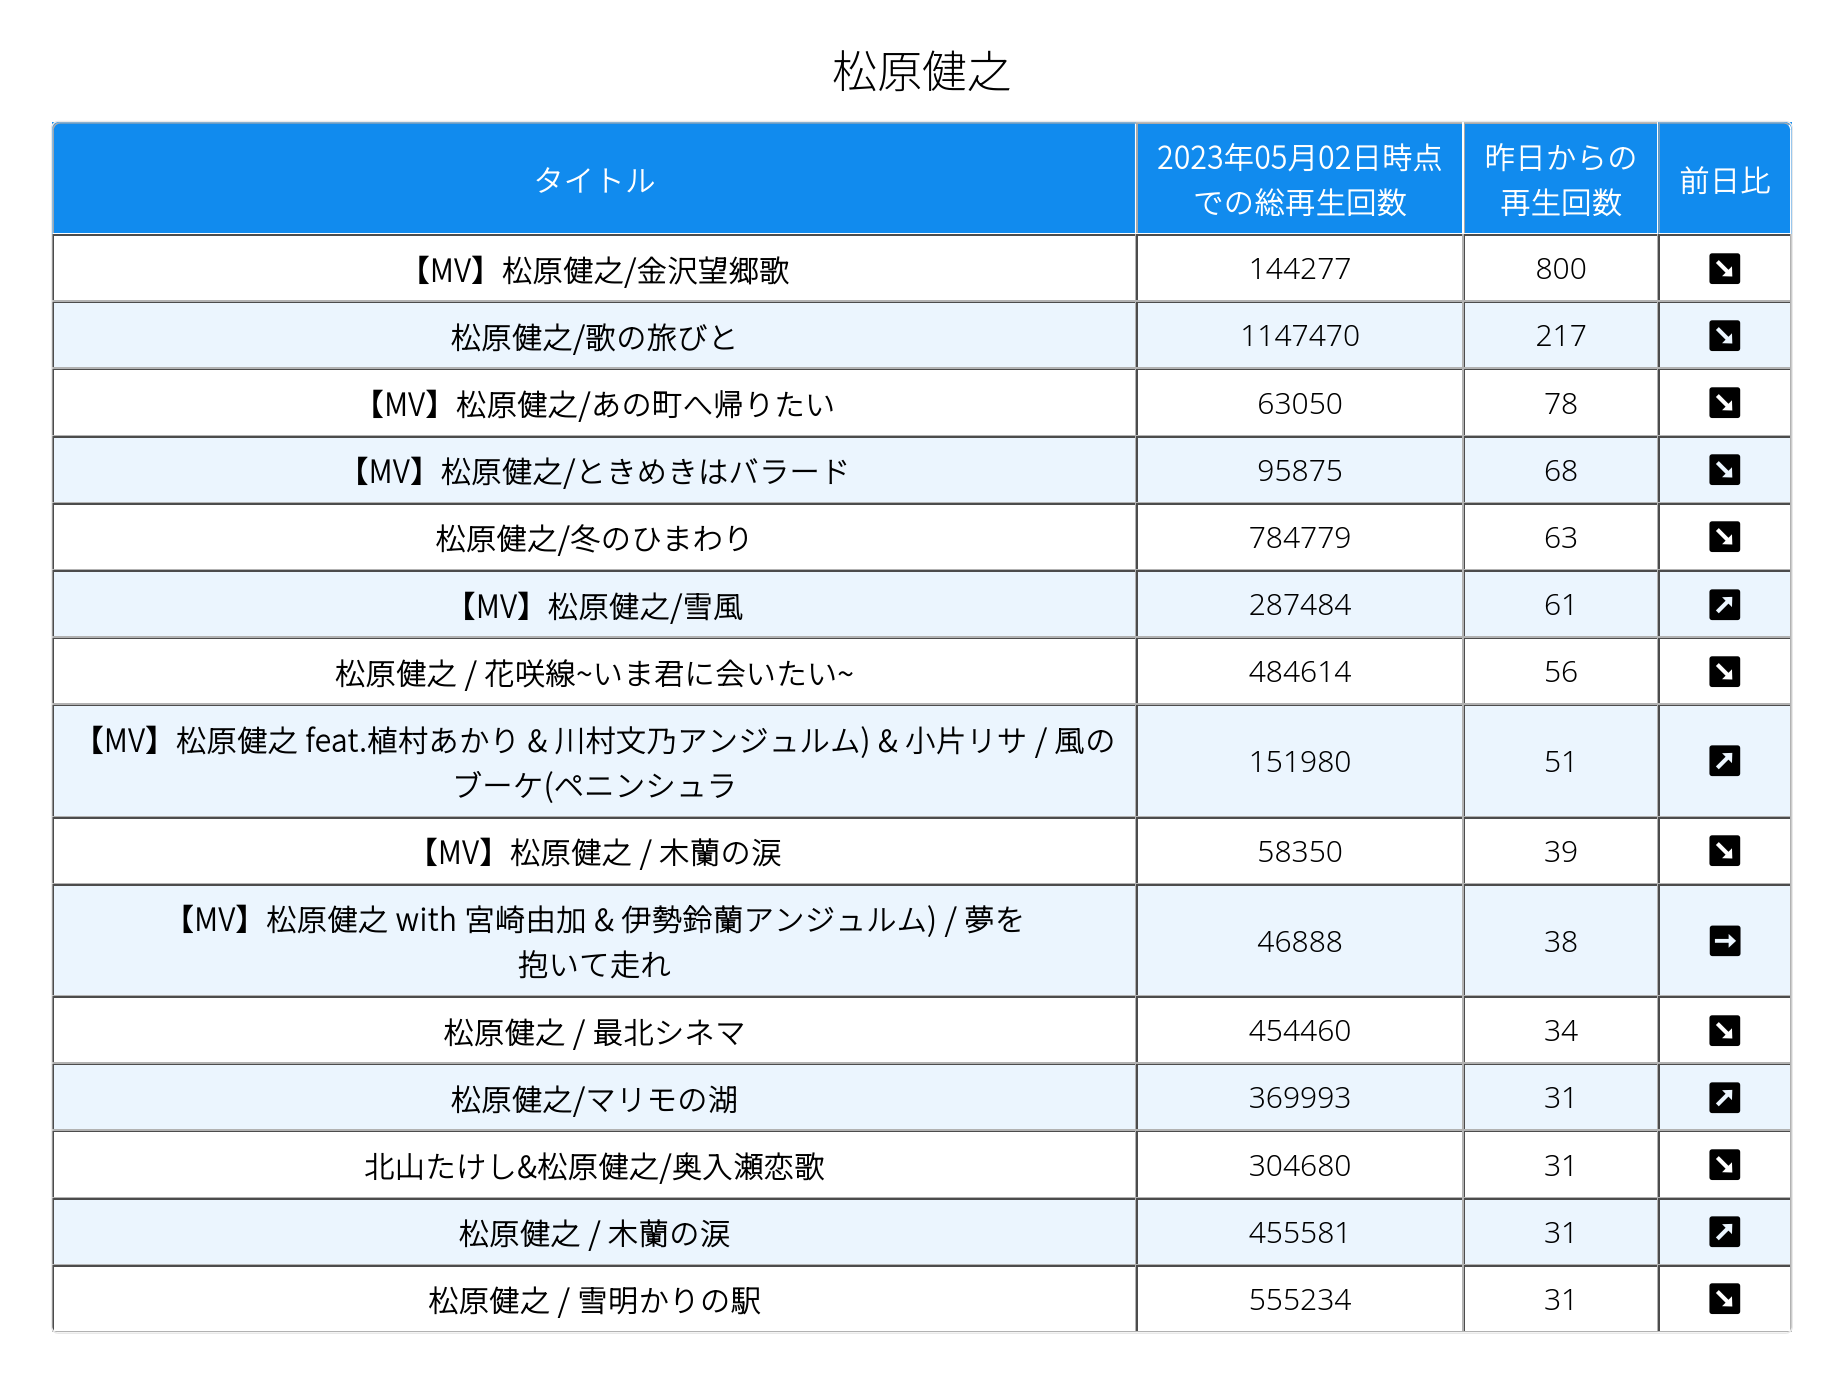 松原健之
タイトル
2023年05月02日時点
での総再生回数
昨日からの
再生回数
前日比
【MV】松原健之/金沢望郷歌 144277 800
松原健之/歌の旅びと 1147470 217
【MV】松原健之/あの町へ帰りたい 63050 78
【MV】松原健之/ときめきはバラード 95875 68
松原健之/冬のひまわり 784779 63
【MV】松原健之/雪風 287484 61
松原健之 / 花咲線~いま君に会いたい~ 484614 56
【MV】松原健之 feat.植村あかり & 川村文乃アンジュルム) & 小片リサ / 風の
ブーケ(ペニンシュラ
151980 51
【MV】松原健之 / 木蘭の涙 58350 39
【MV】松原健之 with 宮崎由加 & 伊勢鈴蘭アンジュルム) / 夢を
抱いて走れ
46888 38
松原健之 / 最北シネマ 454460 34
松原健之/マリモの湖 369993 31
北山たけし&松原健之/奥入瀬恋歌 304680 31
松原健之 / 木蘭の涙 455581 31
松原健之 / 雪明かりの駅 555234 31